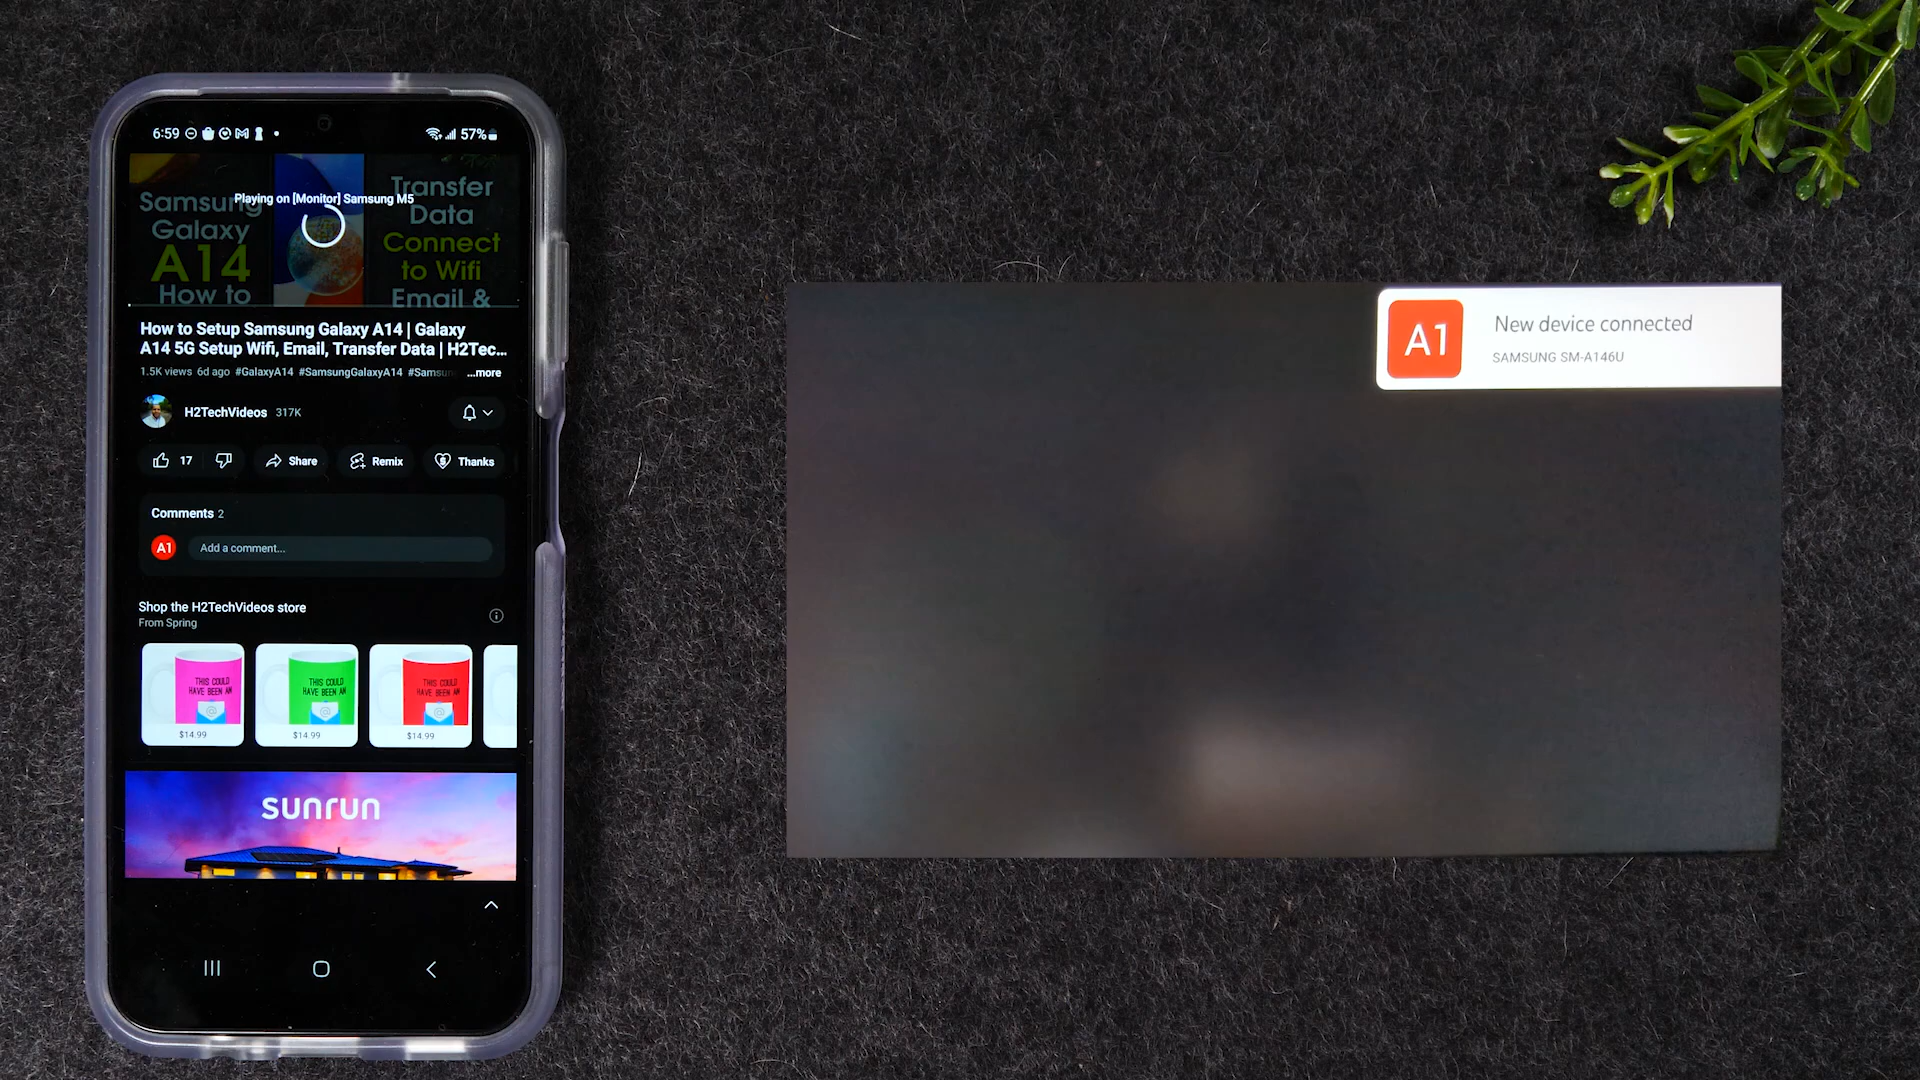 6:59
57%
Samsung
Galaxy
A14
How to
Playing on [Monitor] Samsung M5
Transfer
Data
Connect
to Wifi
Email &
How to Setup Samsung Galaxy A14 | Galaxy
A14 5G Setup Wifi, Email, Transfer Data | H2Tec...
1.5K views 6d ago #GalaxyA14 #SamsungGalaxyA14 #Samsun ...more
H2TechVideos 317K
17 Share Remix Thanks
Comments 2
A1 Add a comment...
Shop the H2TechVideos store
From Spring
THIS COULD
HAVE BEEN AN
$14.99
THIS COULD
HAVE BEEN AN
$14.99
THIS COULD
HAVE BEEN AN
$14.99
sunrun
A1
New device connected
SAMSUNG SM-A146U